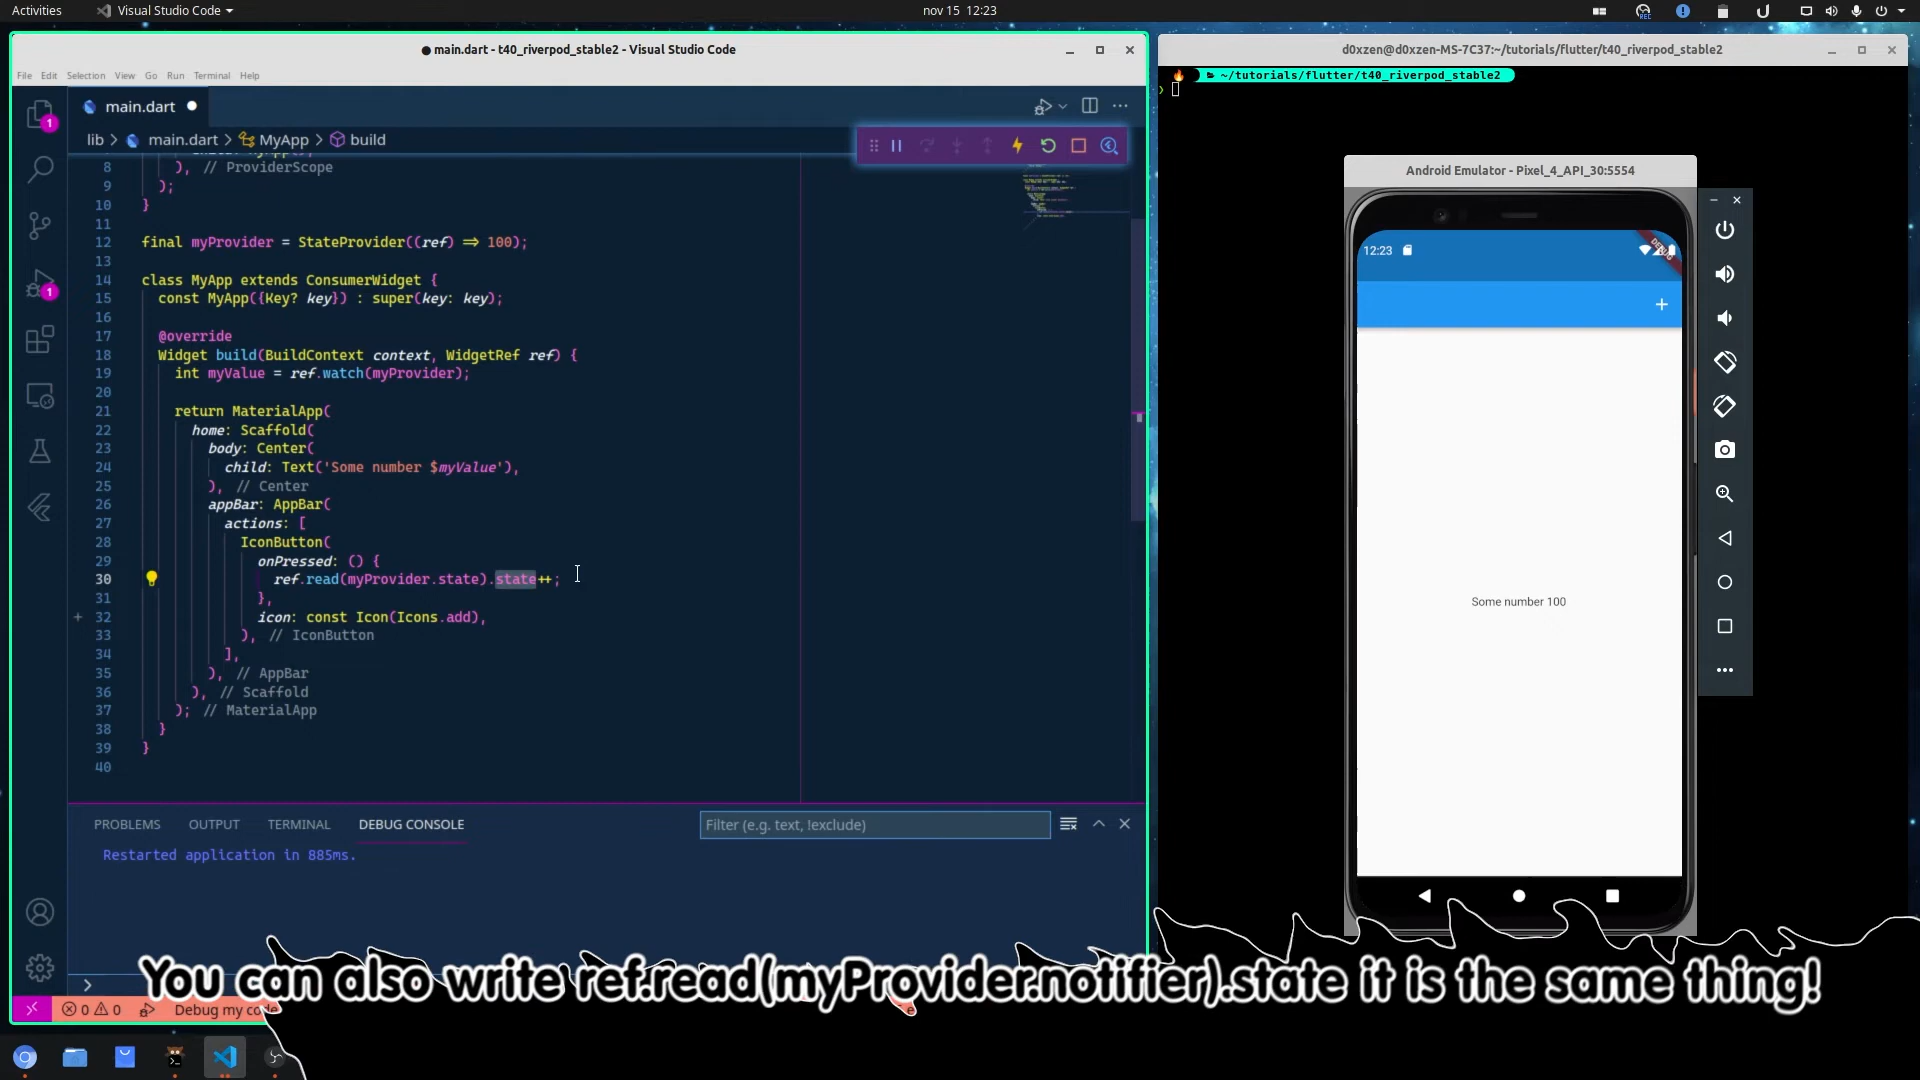 Activities
Visual Studio Code
nov 15 12:23
REC
● main.dart - t40_riverpod_stable2 - Visual Studio Code
File Edit Selection View Go Run Terminal Help
main.dart
lib > main.dart > MyApp > build
8 ), // ProviderScope
9 );
10 }
11
12 final myProvider = StateProvider((ref) => 100);
13
14 class MyApp extends ConsumerWidget {
15 const MyApp({Key? key}) : super(key: key);
16
17 @override
18 Widget build(BuildContext context, WidgetRef ref) {
19 int myValue = ref.watch(myProvider);
20
21 return MaterialApp(
22 home: Scaffold(
23 body: Center(
24 child: Text('Some number $myValue'),
25 ), // Center
26 appBar: AppBar(
27 actions: [
28 IconButton(
29 onPressed: () {
30 ref.read(myProvider.state).state++;
31 },
32 icon: const Icon(Icons.add),
33 ), // IconButton
34 ],
35 ), // AppBar
36 ), // Scaffold
37 ); // MaterialApp
38 }
39 }
40
1
1
PROBLEMS OUTPUT TERMINAL DEBUG CONSOLE
Filter (e.g. text, !exclude)
Restarted application in 885ms.
0 0 Debug my code
d0xzen@d0xzen-MS-7C37:~/tutorials/flutter/t40_riverpod_stable2
~/tutorials/flutter/t40_riverpod_stable2
Android Emulator - Pixel_4_API_30:5554
12:23
DEBUG
Some number 100
You can also write ref.read(myProvider.notifier).state it is the same thing!